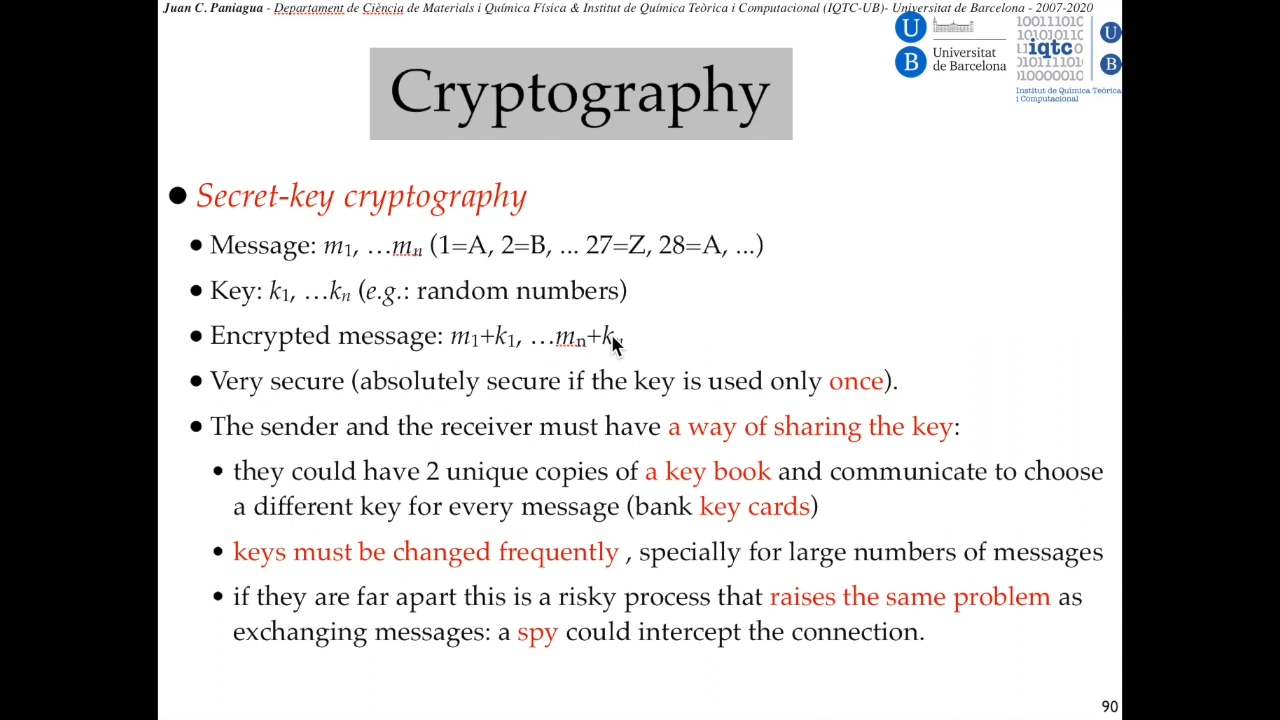 Juan C. Paniagua - Departament de Ciència de Materials i Química Física & Institut de Química Teòrica i Computacional (IQTC-UB)- Universitat de Barcelona - 2007-2020
U
B
Universitat
de Barcelona
100111010
10101011
iqtc
01011101
01000001
U
B
Institut de Química Teòrica
i Computacional
Cryptography
● Secret-key cryptography
● Message: m1, …mn (1=A, 2=B, ... 27=Z, 28=A, ...)
● Key: k1, …kn (e.g.: random numbers)
● Encrypted message: m1+k1, …mn+kn
● Very secure (absolutely secure if the key is used only once).
● The sender and the receiver must have a way of sharing the key:
• they could have 2 unique copies of a key book and communicate to choose
a different key for every message (bank key cards)
• keys must be changed frequently , specially for large numbers of messages
• if they are far apart this is a risky process that raises the same problem as
exchanging messages: a spy could intercept the connection.
90